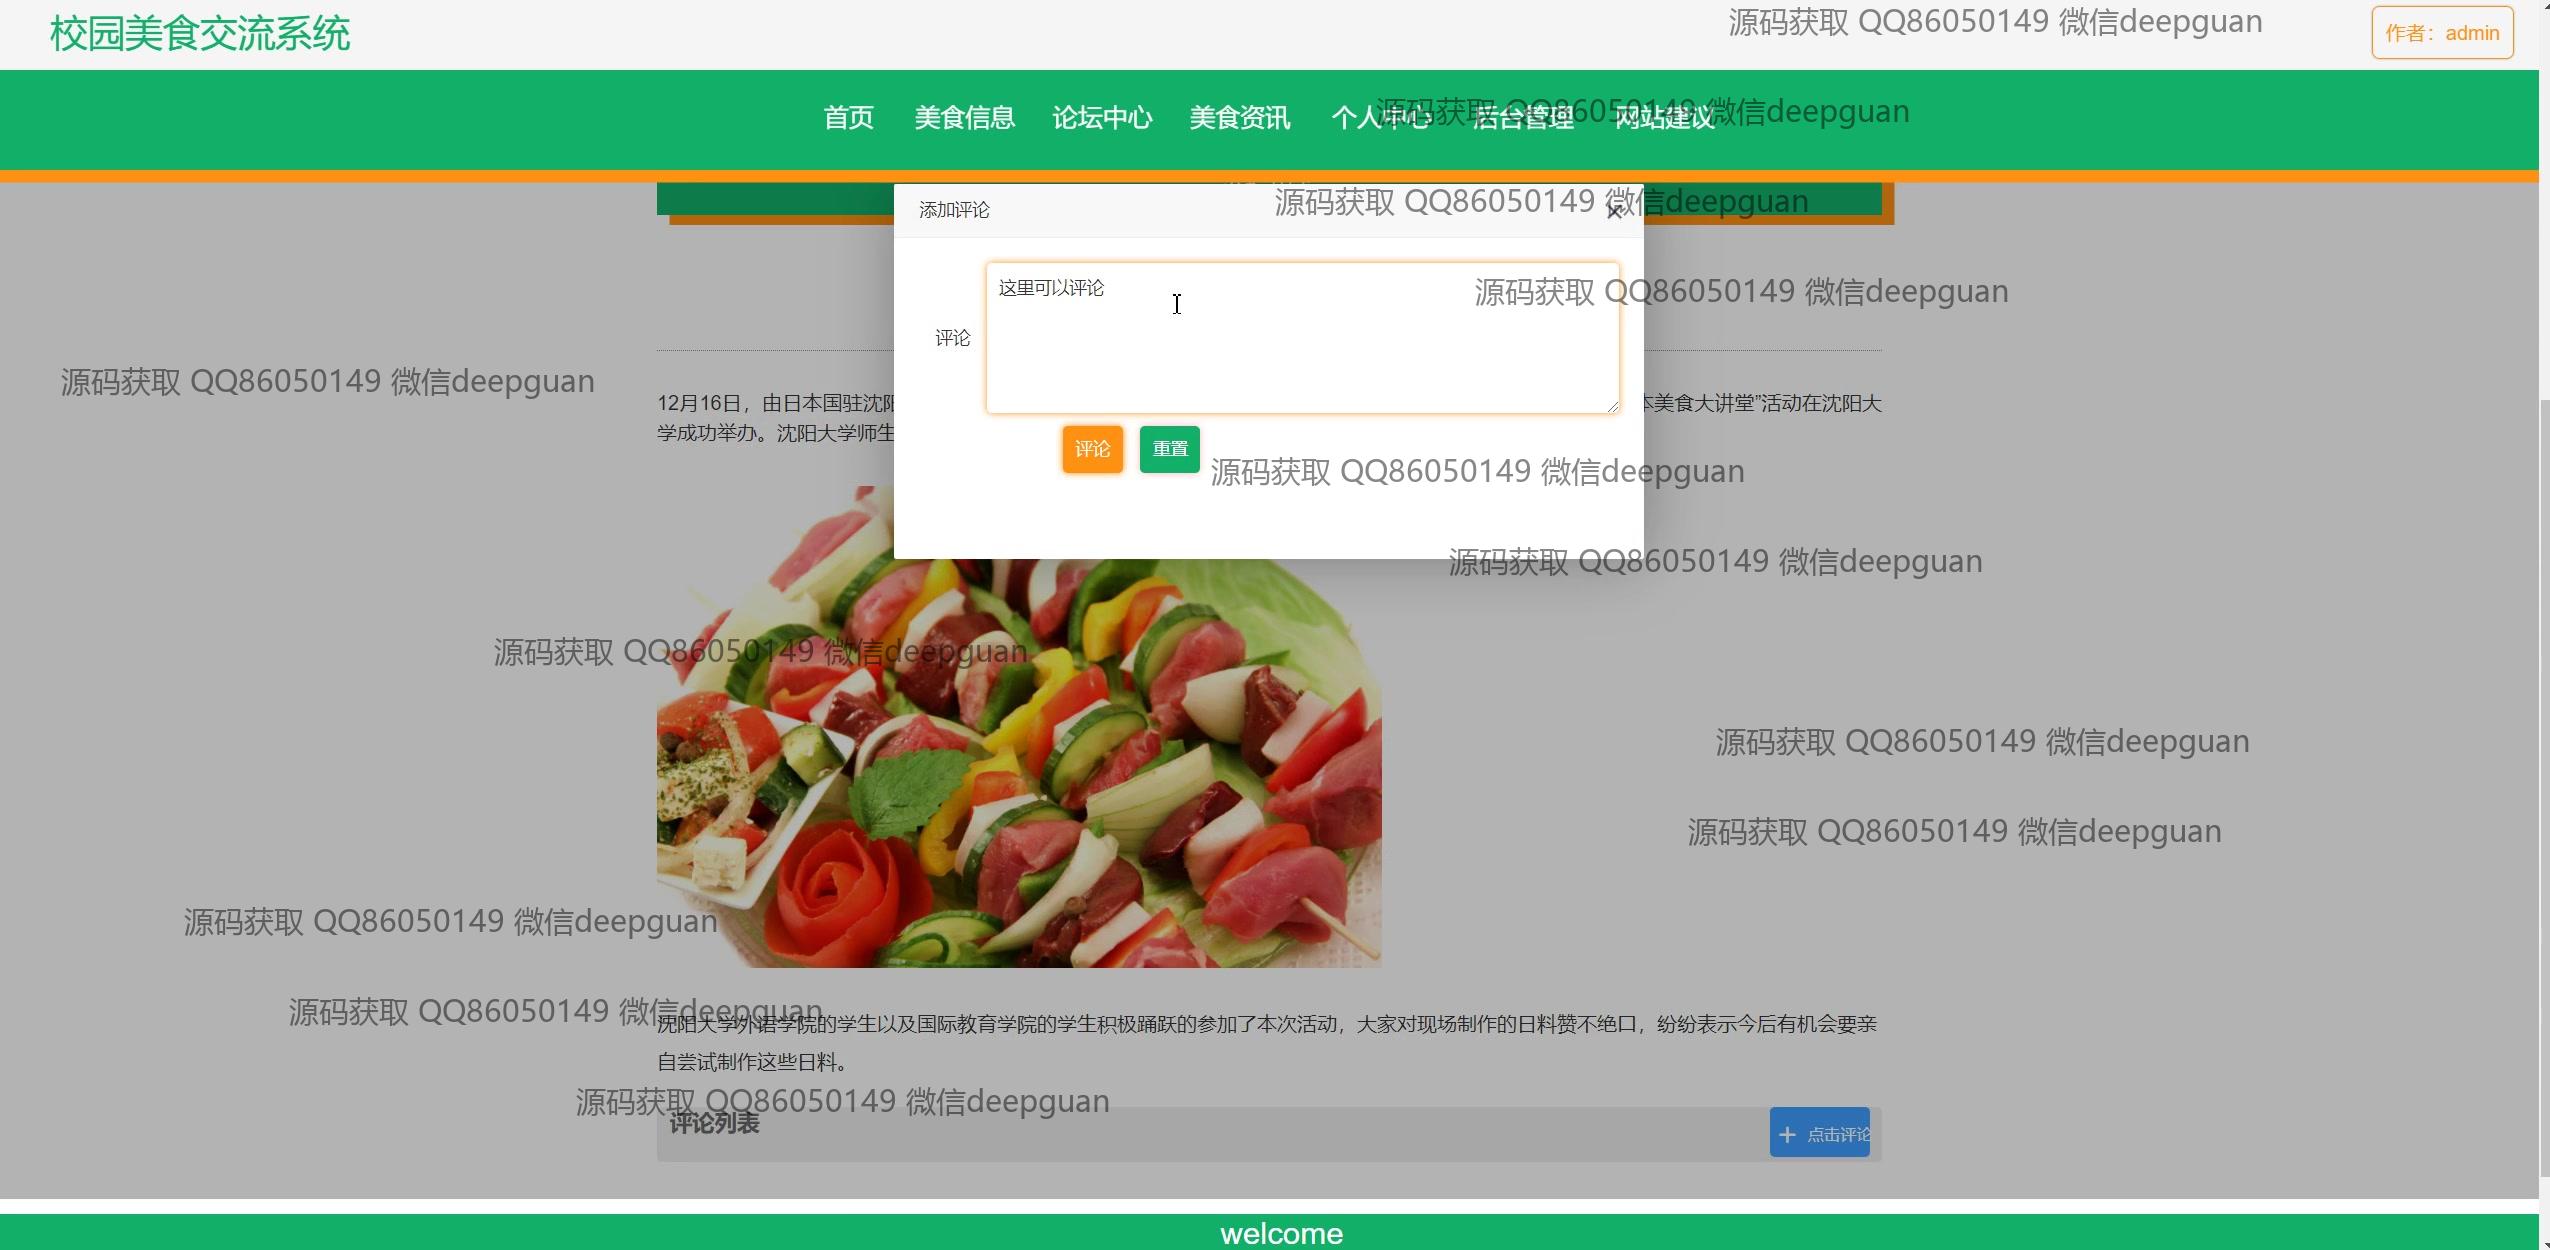 校园美食交流系统
源码获取 QQ86050149 微信deepguan
作者：admin
首页 美食信息 论坛中心 美食资讯 个人中心 后台管理 网站建议
源码获取 QQ86050149 微信deepguan
添加评论
源码获取 QQ86050149 微信deepguan
这里可以评论
源码获取 QQ86050149 微信deepguan
评论
源码获取 QQ86050149 微信deepguan
12月16日，由日本国驻沈阳
本美食大讲堂”活动在沈阳大
学成功举办。沈阳大学师生
评论 重置
源码获取 QQ86050149 微信deepguan
源码获取 QQ86050149 微信deepguan
源码获取 QQ86050149 微信deepguan
源码获取 QQ86050149 微信deepguan
源码获取 QQ86050149 微信deepguan
源码获取 QQ86050149 微信deepguan
源码获取 QQ86050149 微信deepguan
沈阳大学外语学院的学生以及国际教育学院的学生积极踊跃的参加了本次活动，大家对现场制作的日料赞不绝口，纷纷表示今后有机会要亲
自尝试制作这些日料。
源码获取 QQ86050149 微信deepguan
评论列表
点击评论
welcome